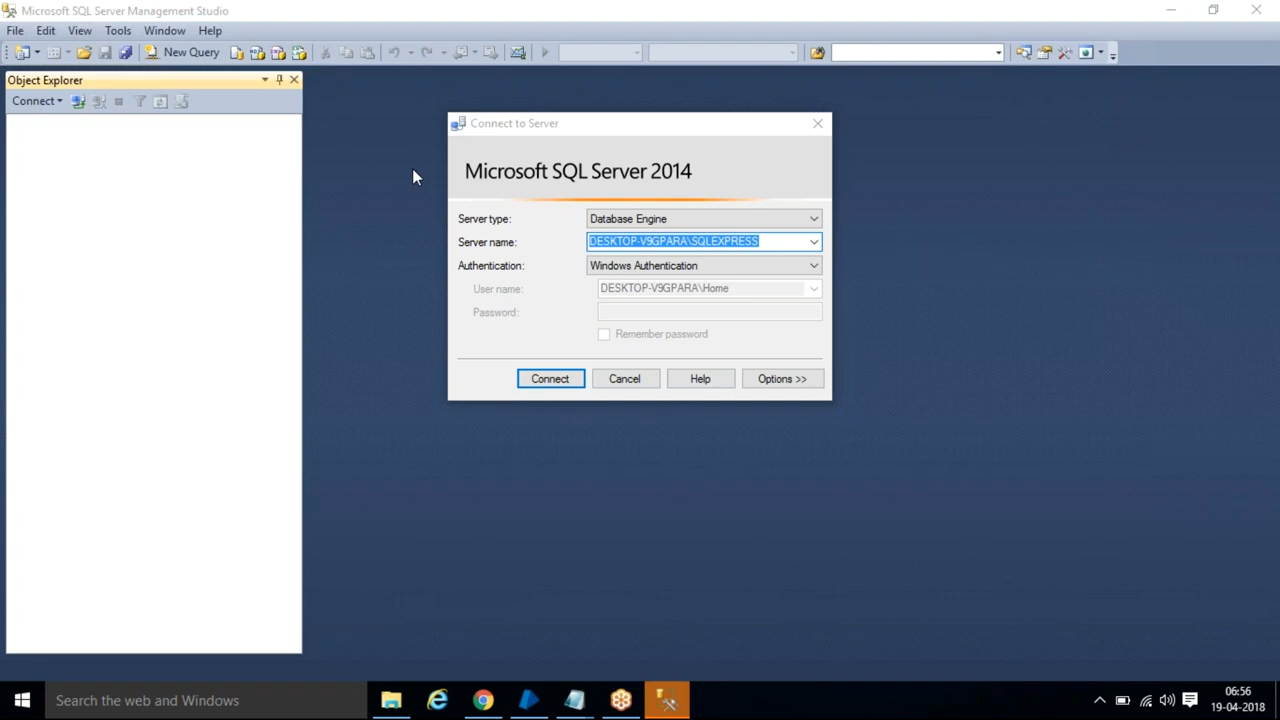 Microsoft SQL Server Management Studio
File Edit View Tools Window Help
New Query
Object Explorer
Connect
Connect to Server
Microsoft SQL Server 2014
Server type: Database Engine
Server name: DESKTOP-V9GPARA\SQLEXPRESS
Authentication: Windows Authentication
User name: DESKTOP-V9GPARA\Home
Password:
Remember password
Connect Cancel Help Options >>
Search the web and Windows
06:56
19-04-2018